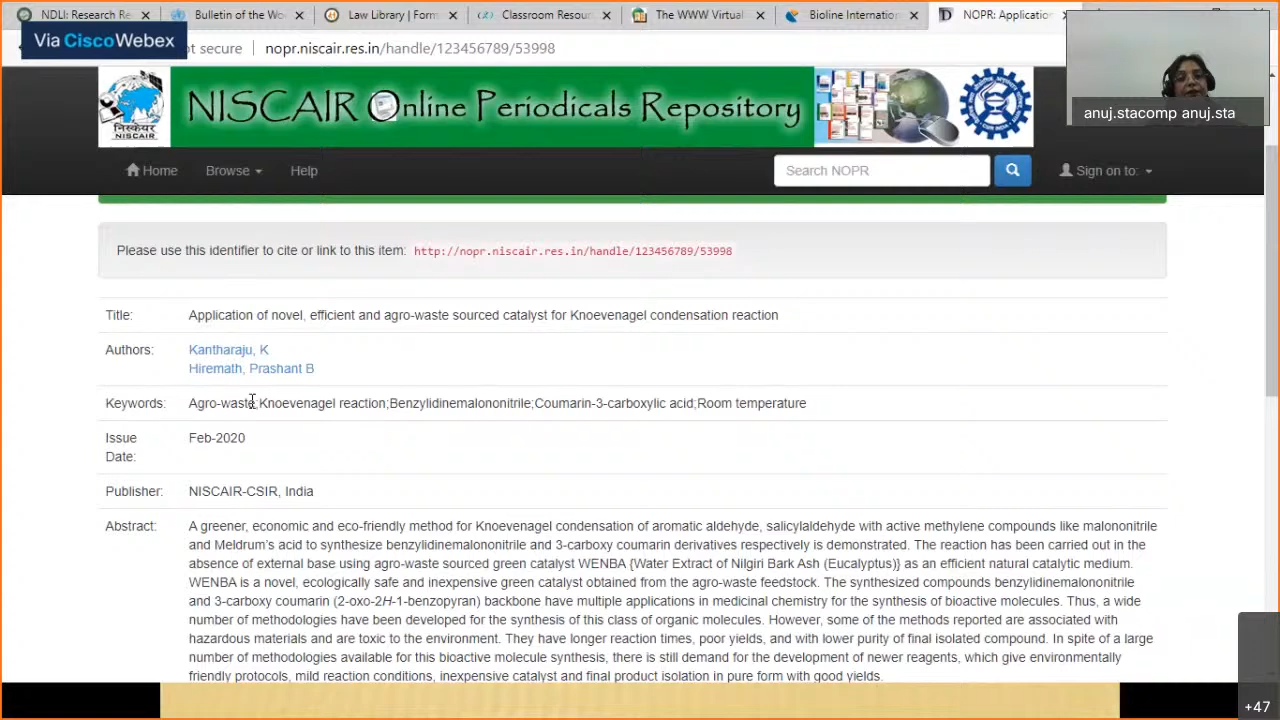 NDLI: Research Re
Bulletin of the Wo
Law Library | Form
Classroom Resour
The WWW Virtual
Bioline Internation
NOPR: Applicatio
Via Cisco Webex
ot secure | nopr.niscair.res.in/handle/123456789/53998
NISCAIR Online Periodicals Repository
निस्केयर
NISCAIR
anuj.stacomp anuj.sta
Home Browse Help Search NOPR Sign on to:
Please use this identifier to cite or link to this item: http://nopr.niscair.res.in/handle/123456789/53998
Title: Application of novel, efficient and agro-waste sourced catalyst for Knoevenagel condensation reaction
Authors: Kantharaju, K
Hiremath, Prashant B
Keywords: Agro-waste;Knoevenagel reaction;Benzylidinemalononitrile;Coumarin-3-carboxylic acid;Room temperature
Issue Date: Feb-2020
Publisher: NISCAIR-CSIR, India
Abstract: A greener, economic and eco-friendly method for Knoevenagel condensation of aromatic aldehyde, salicylaldehyde with active methylene compounds like malononitrile
and Meldrum's acid to synthesize benzylidinemalononitrile and 3-carboxy coumarin derivatives respectively is demonstrated. The reaction has been carried out in the
absence of external base using agro-waste sourced green catalyst WENBA {Water Extract of Nilgiri Bark Ash (Eucalyptus)} as an efficient natural catalytic medium.
WENBA is a novel, ecologically safe and inexpensive green catalyst obtained from the agro-waste feedstock. The synthesized compounds benzylidinemalononitrile
and 3-carboxy coumarin (2-oxo-2H-1-benzopyran) backbone have multiple applications in medicinal chemistry for the synthesis of bioactive molecules. Thus, a wide
number of methodologies have been developed for the synthesis of this class of organic molecules. However, some of the methods reported are associated with
hazardous materials and are toxic to the environment. They have longer reaction times, poor yields, and with lower purity of final isolated compound. In spite of a large
number of methodologies available for this bioactive molecule synthesis, there is still demand for the development of newer reagents, which give environmentally
friendly protocols, mild reaction conditions, inexpensive catalyst and final product isolation in pure form with good yields.
+47